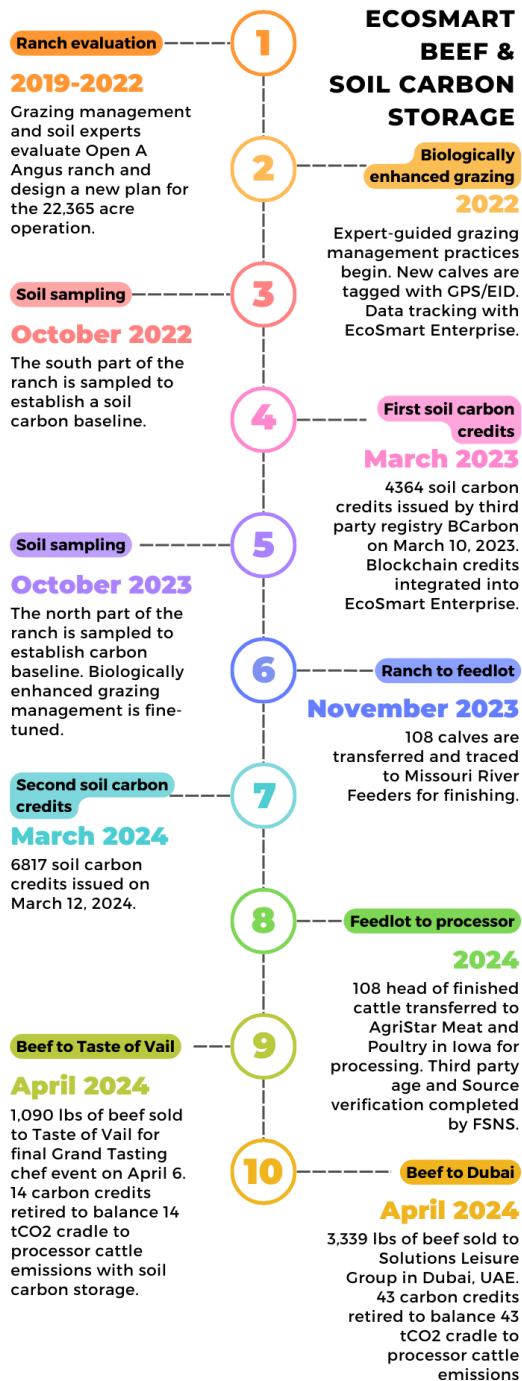 ECOSMART
BEEF &
SOIL CARBON
STORAGE
1
Ranch evaluation
2019-2022
Grazing management
and soil experts
evaluate Open A
Angus ranch and
design a new plan for
the 22,365 acre
operation.
2
Biologically
enhanced grazing
2022
Expert-guided grazing
management practices
begin. New calves are
tagged with GPS/EID.
Data tracking with
EcoSmart Enterprise.
3
Soil sampling
October 2022
The south part of the
ranch is sampled to
establish a soil
carbon baseline.
4
First soil carbon
credits
March 2023
4364 soil carbon
credits issued by third
party registry BCarbon
on March 10, 2023.
Blockchain credits
integrated into
EcoSmart Enterprise.
5
Soil sampling
October 2023
The north part of the
ranch is sampled to
establish carbon
baseline. Biologically
enhanced grazing
management is fine-
tuned.
6
Ranch to feedlot
November 2023
108 calves are
transferred and traced
to Missouri River
Feeders for finishing.
7
Second soil carbon
credits
March 2024
6817 soil carbon
credits issued on
March 12, 2024.
8
Feedlot to processor
2024
108 head of finished
cattle transferred to
AgriStar Meat and
Poultry in Iowa for
processing. Third party
age and Source
verification completed
by FSNS.
9
Beef to Taste of Vail
April 2024
1,090 lbs of beef sold
to Taste of Vail for
final Grand Tasting
chef event on April 6.
14 carbon credits
retired to balance 14
tCO2 cradle to
processor cattle
emissions with soil
carbon storage.
10
Beef to Dubai
April 2024
3,339 lbs of beef sold to
Solutions Leisure
Group in Dubai, UAE.
43 carbon credits
retired to balance 43
tCO2 cradle to
processor cattle
emissions